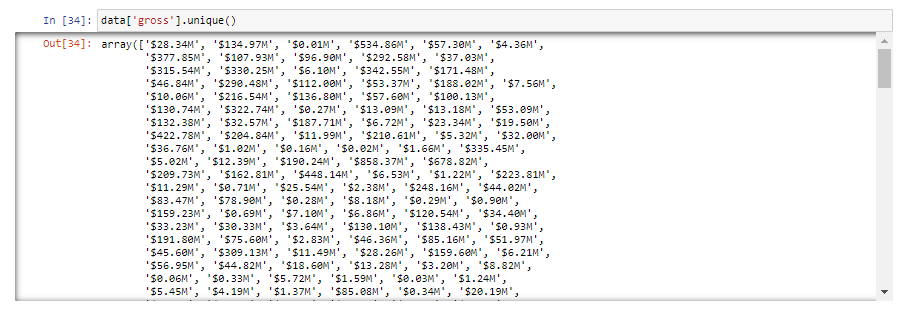 In [34]: data['gross'].unique()
Out[34]: array(['$28.34M', '$134.97M', '$0.01M', '$534.86M', '$57.30M', '$4.36M',
'$377.85M', '$107.93M', '$96.90M', '$292.58M', '$37.03M',
'$315.54M', '$330.25M', '$6.10M', '$342.55M', '$171.48M',
'$46.84M', '$290.48M', '$112.00M', '$53.37M', '$188.02M', '$7.56M',
'$10.06M', '$216.54M', '$136.80M', '$57.60M', '$100.13M',
'$130.74M', '$322.74M', '$0.27M', '$13.09M', '$13.18M', '$53.09M',
'$132.38M', '$32.57M', '$187.71M', '$6.72M', '$23.34M', '$19.50M',
'$422.78M', '$204.84M', '$11.99M', '$210.61M', '$5.32M', '$32.00M',
'$36.76M', '$1.02M', '$0.16M', '$0.02M', '$1.66M', '$335.45M',
'$5.02M', '$12.39M', '$190.24M', '$858.37M', '$678.82M',
'$209.73M', '$162.81M', '$448.14M', '$6.53M', '$1.22M', '$223.81M',
'$11.29M', '$0.71M', '$25.54M', '$2.38M', '$248.16M', '$44.02M',
'$83.47M', '$78.90M', '$0.28M', '$8.18M', '$0.29M', '$0.90M',
'$159.23M', '$0.69M', '$7.10M', '$6.86M', '$120.54M', '$34.40M',
'$33.23M', '$30.33M', '$3.64M', '$130.10M', '$138.43M', '$0.93M',
'$191.80M', '$75.60M', '$2.83M', '$46.36M', '$85.16M', '$51.97M',
'$45.60M', '$309.13M', '$11.49M', '$28.26M', '$159.60M', '$6.21M',
'$56.95M', '$44.82M', '$18.60M', '$13.28M', '$3.20M', '$8.82M',
'$0.06M', '$0.33M', '$5.72M', '$1.59M', '$0.03M', '$1.24M',
'$5.45M', '$4.19M', '$1.37M', '$85.08M', '$0.34M', '$20.19M',